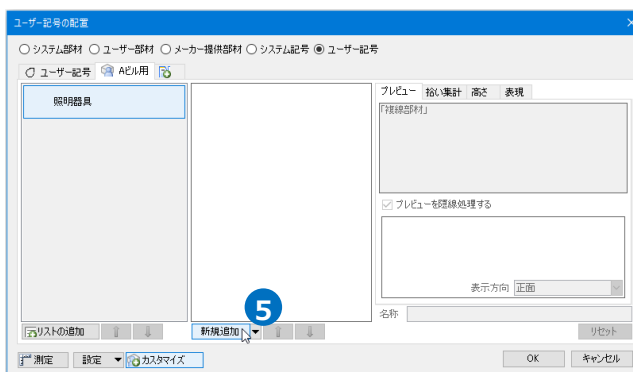 ユーザー記号の配置
システム部材 ユーザー部材 メーカー提供部材 システム記号 ユーザー記号
ユーザー記号 Aビル用
プレビュー 拾い集計 高さ 表現
照明器具
「複線部材」
プレビューを隠線処理する
表示方向 正面
5
名称
リストの追加 新規追加 リセット
測定 設定 カスタマイズ OK キャンセル